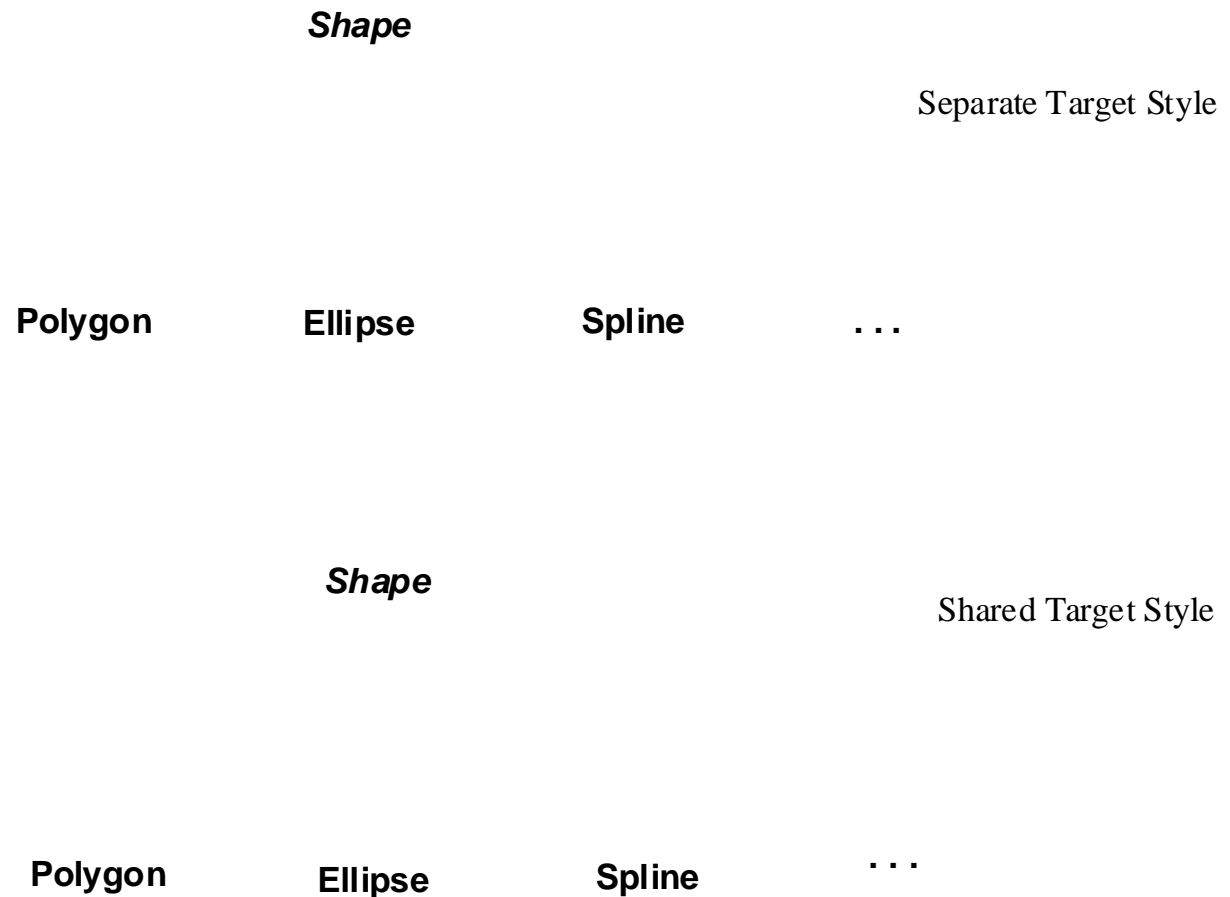 Shape
Separate Target Style
Polygon Ellipse Spline . . .
Shape
Shared Target Style
Polygon Ellipse Spline . . .